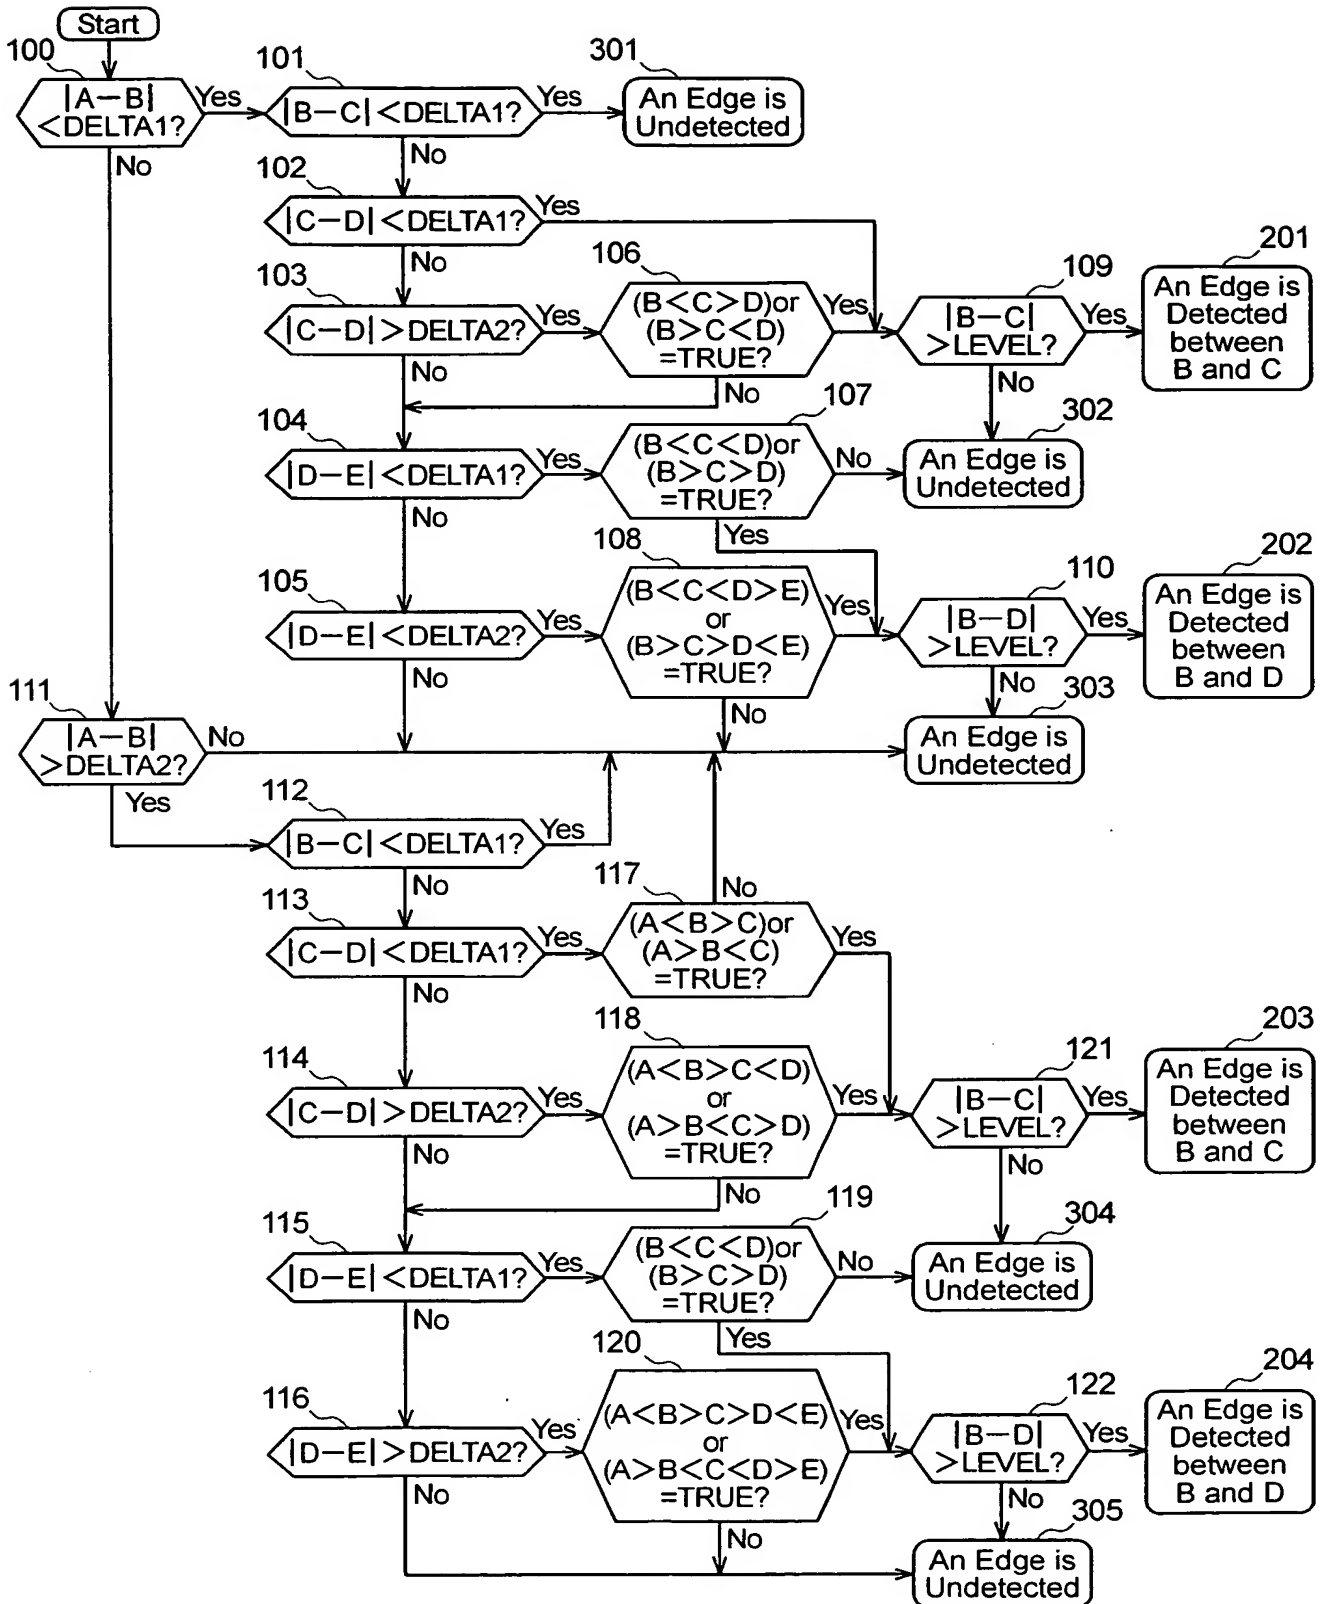 Start
100
|A−B|
<DELTA1?
Yes
No
101
|B−C|<DELTA1?
Yes
No
301
An Edge is
Undetected
102
|C−D|<DELTA1?
Yes
No
103
|C−D|>DELTA2?
Yes
No
106
(B<C>D)or
(B>C<D)
=TRUE?
Yes
No
109
|B−C|
>LEVEL?
Yes
No
201
An Edge is
Detected
between
B and C
104
|D−E|<DELTA1?
Yes
No
107
(B<C<D)or
(B>C>D)
=TRUE?
No
Yes
302
An Edge is
Undetected
105
|D−E|<DELTA2?
Yes
No
108
(B<C<D>E)
or
(B>C>D<E)
=TRUE?
Yes
No
110
|B−D|
>LEVEL?
Yes
No
202
An Edge is
Detected
between
B and D
111
|A−B|
>DELTA2?
No
Yes
303
An Edge is
Undetected
112
|B−C|<DELTA1?
Yes
No
113
|C−D|<DELTA1?
Yes
No
117
No
(A<B>C)or
(A>B<C)
=TRUE?
Yes
114
|C−D|>DELTA2?
Yes
No
118
(A<B>C<D)
or
(A>B<C>D)
=TRUE?
Yes
No
121
|B−C|
>LEVEL?
Yes
No
203
An Edge is
Detected
between
B and C
115
|D−E|<DELTA1?
Yes
No
119
(B<C<D)or
(B>C>D)
=TRUE?
No
Yes
304
An Edge is
Undetected
116
|D−E|>DELTA2?
Yes
No
120
(A<B>C>D<E)
or
(A>B<C<D>E)
=TRUE?
Yes
No
122
|B−D|
>LEVEL?
Yes
No
204
An Edge is
Detected
between
B and D
305
An Edge is
Undetected